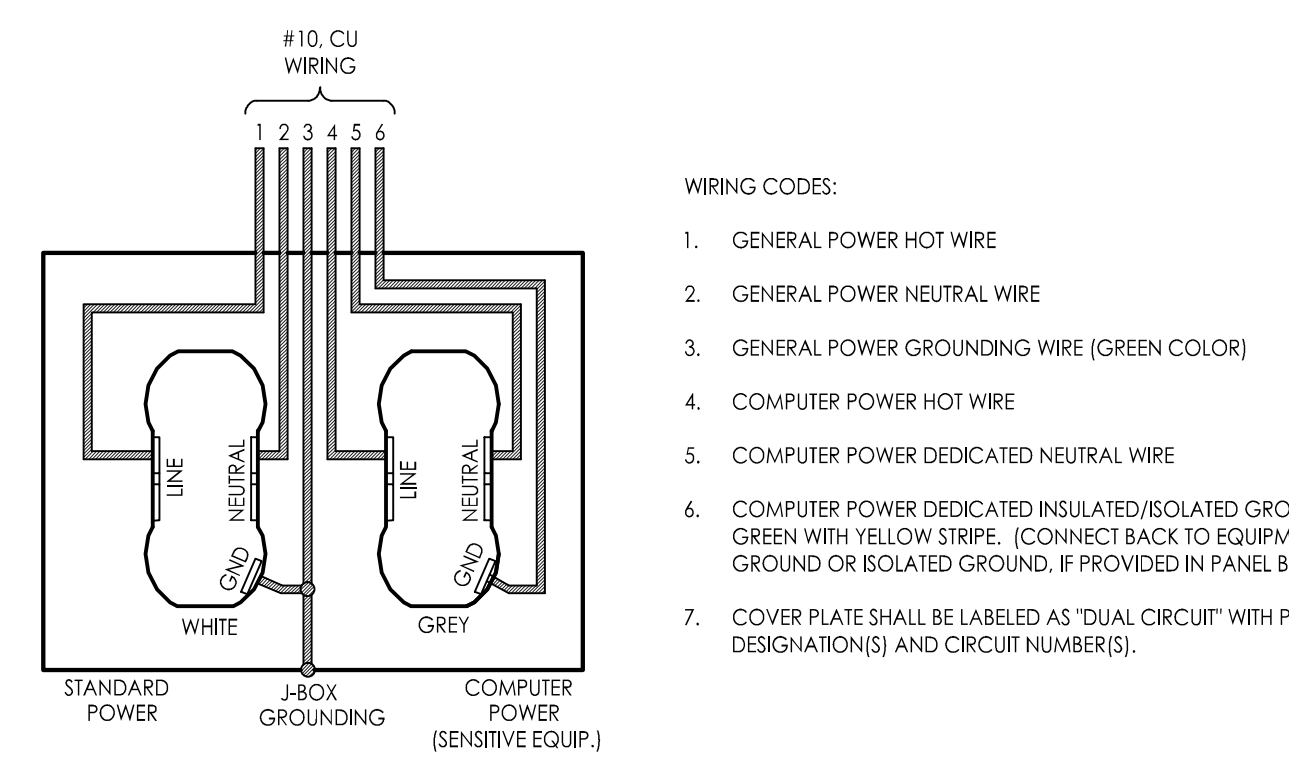 #10, CU
WIRING
1 2 3 4 5 6
LINE
NEUTRAL
GND
LINE
NEUTRAL
GND
WHITE
GREY
STANDARD
POWER
J-BOX
GROUNDING
COMPUTER
POWER
(SENSITIVE EQUIP.)
WIRING CODES:
1. GENERAL POWER HOT WIRE
2. GENERAL POWER NEUTRAL WIRE
3. GENERAL POWER GROUNDING WIRE (GREEN COLOR)
4. COMPUTER POWER HOT WIRE
5. COMPUTER POWER DEDICATED NEUTRAL WIRE
6. COMPUTER POWER DEDICATED INSULATED/ISOLATED
GREEN WITH YELLOW STRIPE. (CONNECT BACK TO
GROUND OR ISOLATED GROUND, IF PROVIDED IN PANEL
7. COVER PLATE SHALL BE LABELED AS "DUAL CIRCUIT" WITH
DESIGNATION(S) AND CIRCUIT NUMBER(S).